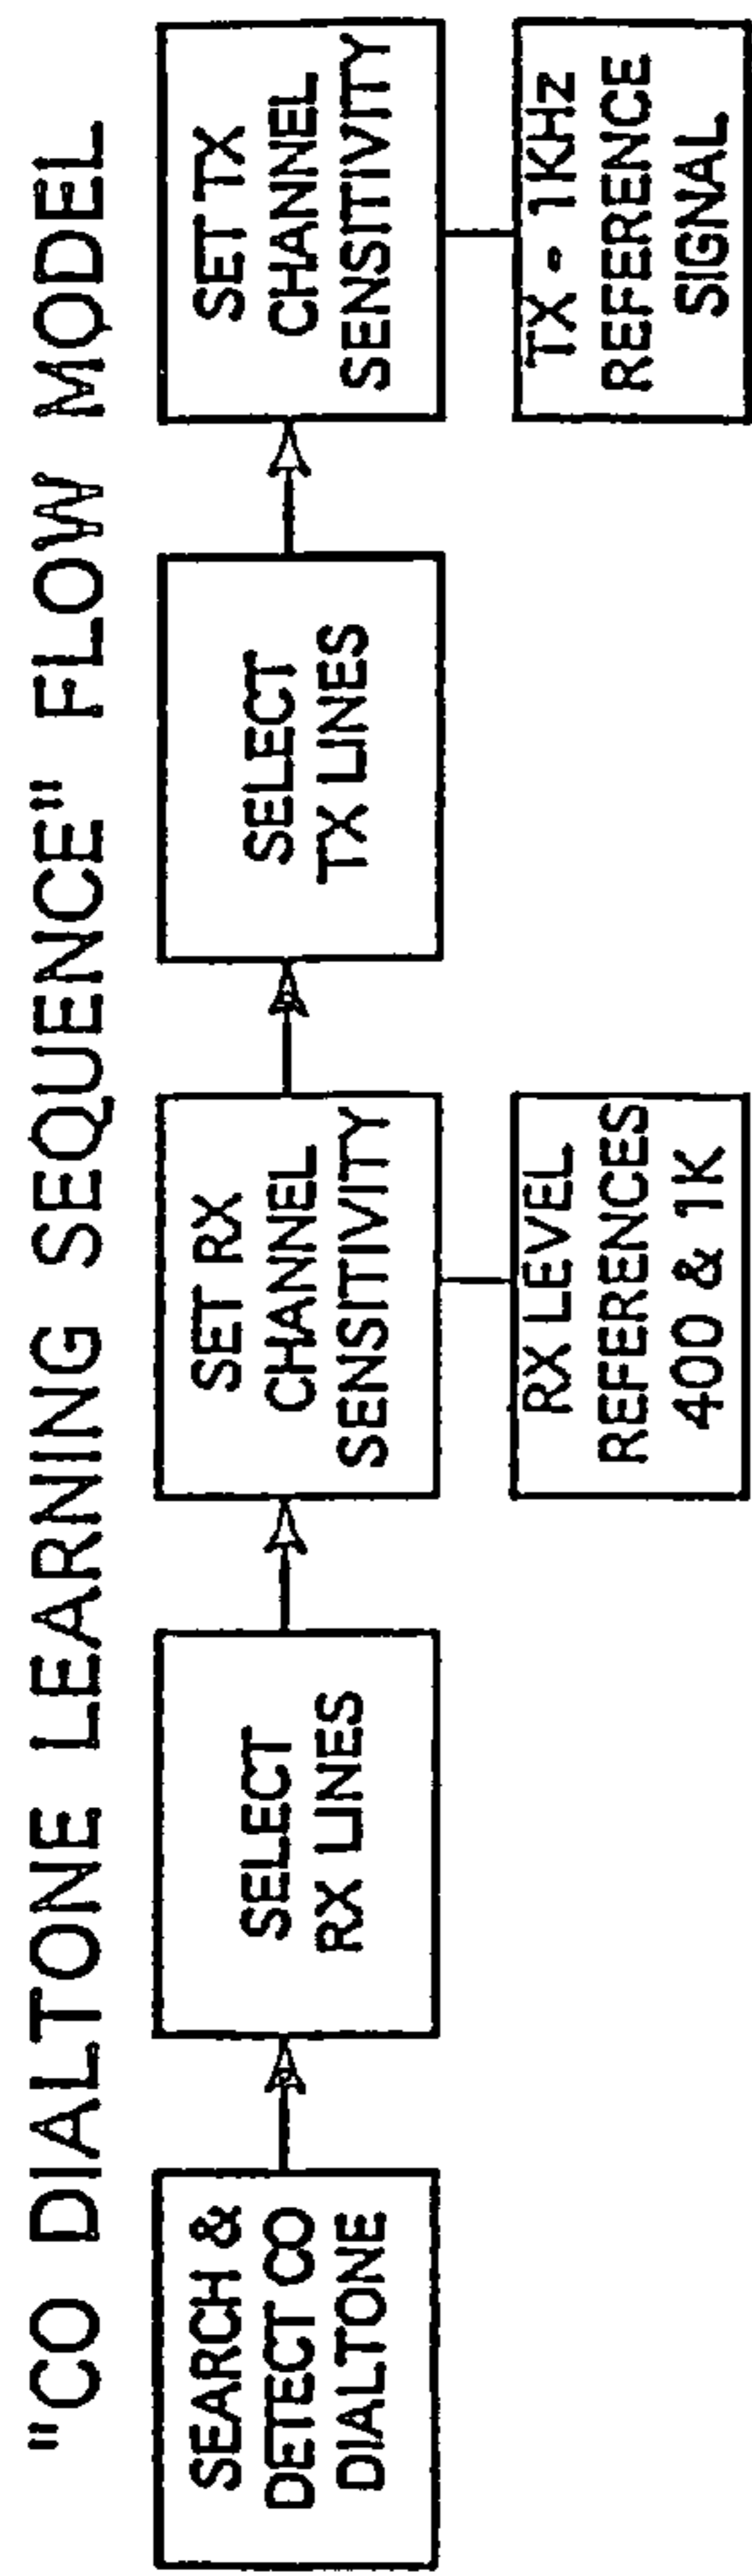 "CO DIALTONE LEARNING SEQUENCE" FLOW MODEL
SEARCH &
DETECT CO
DIALTONE
SELECT
RX LINES
SET RX
CHANNEL
SENSITIVITY
RX LEVEL
REFERENCES
400 & 1K
SELECT
TX LINES
SET TX
CHANNEL
SENSITIVITY
TX - 1KHz
REFERENCE
SIGNAL